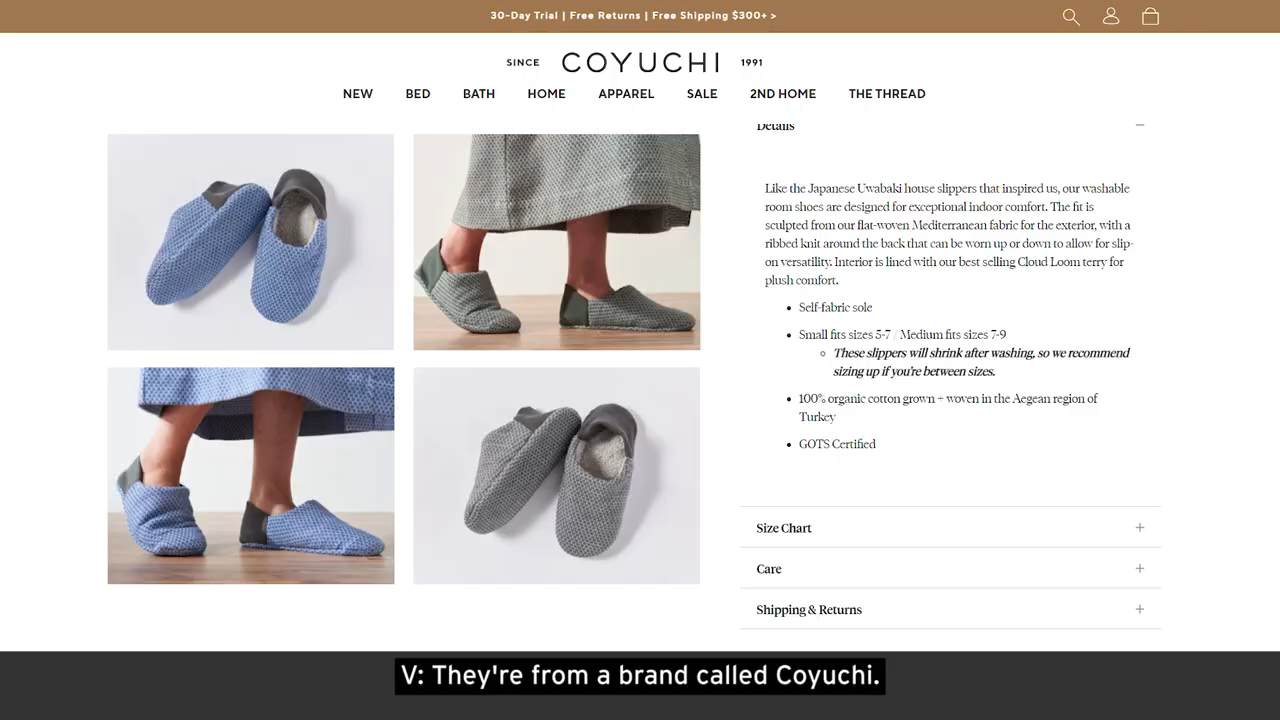 30-Day Trial | Free Returns | Free Shipping $300+ >
SINCE COYUCHI 1991
NEW BED BATH HOME APPAREL SALE 2ND HOME THE THREAD
Details
Like the Japanese Uwabaki house slippers that inspired us, our washable
room shoes are designed for exceptional indoor comfort. The fit is
sculpted from our flat-woven Mediterranean fabric for the exterior, with a
ribbed knit around the back that can be worn up or down to allow for slip-
on versatility. Interior is lined with our best selling Cloud Loom terry for
plush comfort.
• Self-fabric sole
• Small fits sizes 5-7 / Medium fits sizes 7-9
◦ These slippers will shrink after washing, so we recommend
sizing up if you're between sizes.
• 100% organic cotton grown + woven in the Aegean region of
Turkey
• GOTS Certified
Size Chart
Care
Shipping & Returns
V: They're from a brand called Coyuchi.